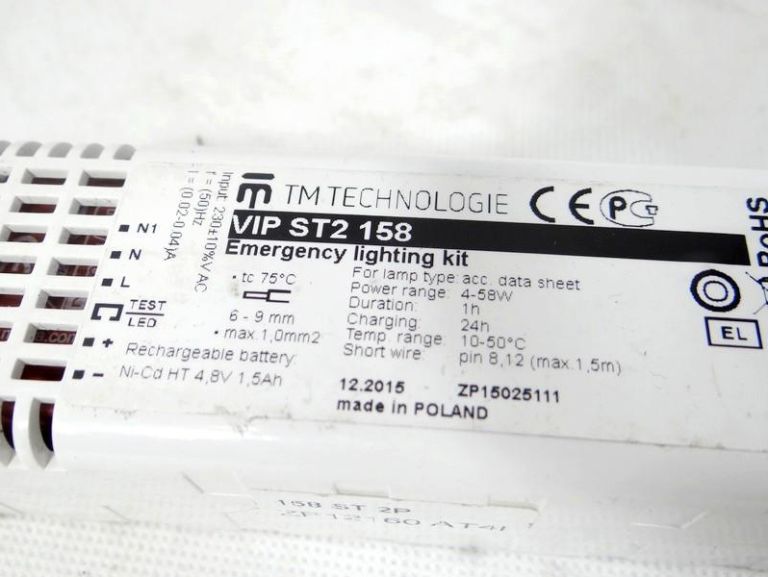 TM TECHNOLOGIE CE
VIP ST2 158
Emergency lighting kit
Input: 230±10%V AC
f = (50)Hz
I = (0.02-0.04)A
N1
N
L
TEST
LED
+
Rechargeable battery:
- Ni-Cd HT 4,8V 1,5Ah
• tc 75°C
6 - 9 mm
• max.1,0mm2
For lamp type: acc. data sheet
Power range: 4-58W
Duration: 1h
Charging: 24h
Temp. range: 10-50°C
Short wire: pin 8,12 (max.1,5m)
12.2015 ZP15025111
made in POLAND
RoHS
EL
158 ST 2P